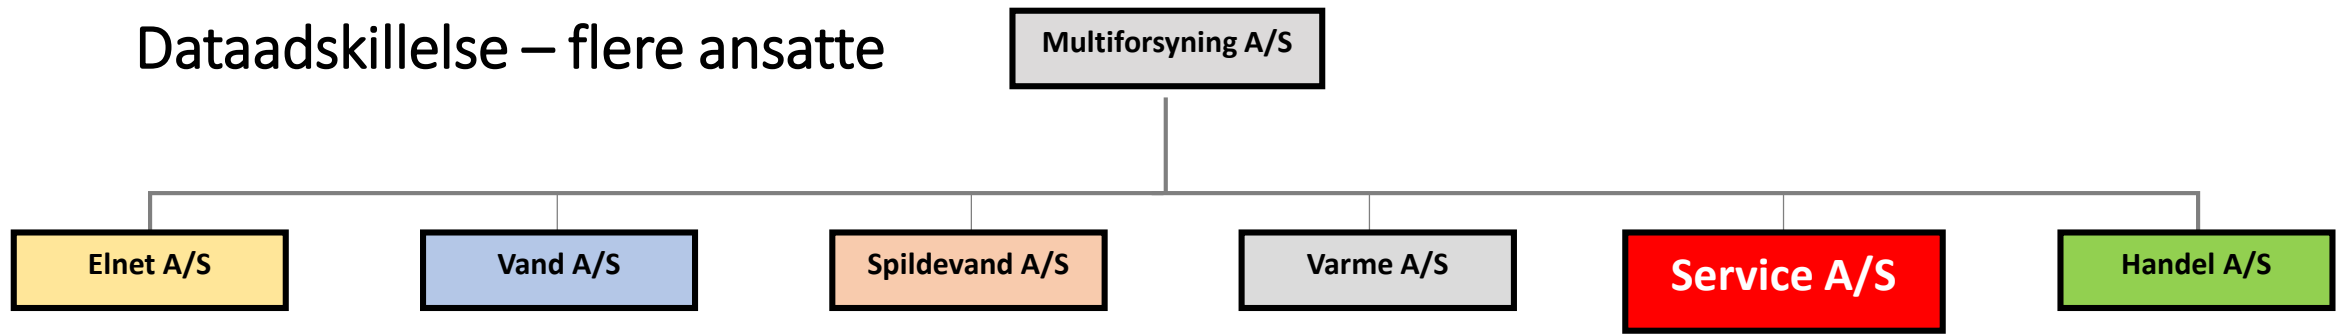 Dataadskillelse – flere ansatte
Multiforsyning A/S
Elnet A/S
Vand A/S
Spildevand A/S
Varme A/S
Service A/S
Handel A/S